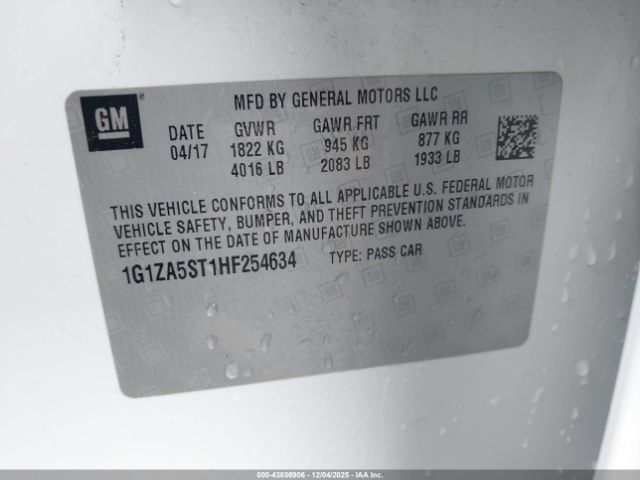 GM
MFD BY GENERAL MOTORS LLC
DATE GVWR GAWR FRT GAWR RR
04/17 1822 KG 945 KG 877 KG
4016 LB 2083 LB 1933 LB
THIS VEHICLE CONFORMS TO ALL APPLICABLE U.S. FEDERAL MOTOR
VEHICLE SAFETY, BUMPER, AND THEFT PREVENTION STANDARDS IN
EFFECT ON THE DATE OF MANUFACTURE SHOWN ABOVE.
1G1ZA5ST1HF254634 TYPE: PASS CAR
000-43856906 - 12/04/2025 - IAA.com